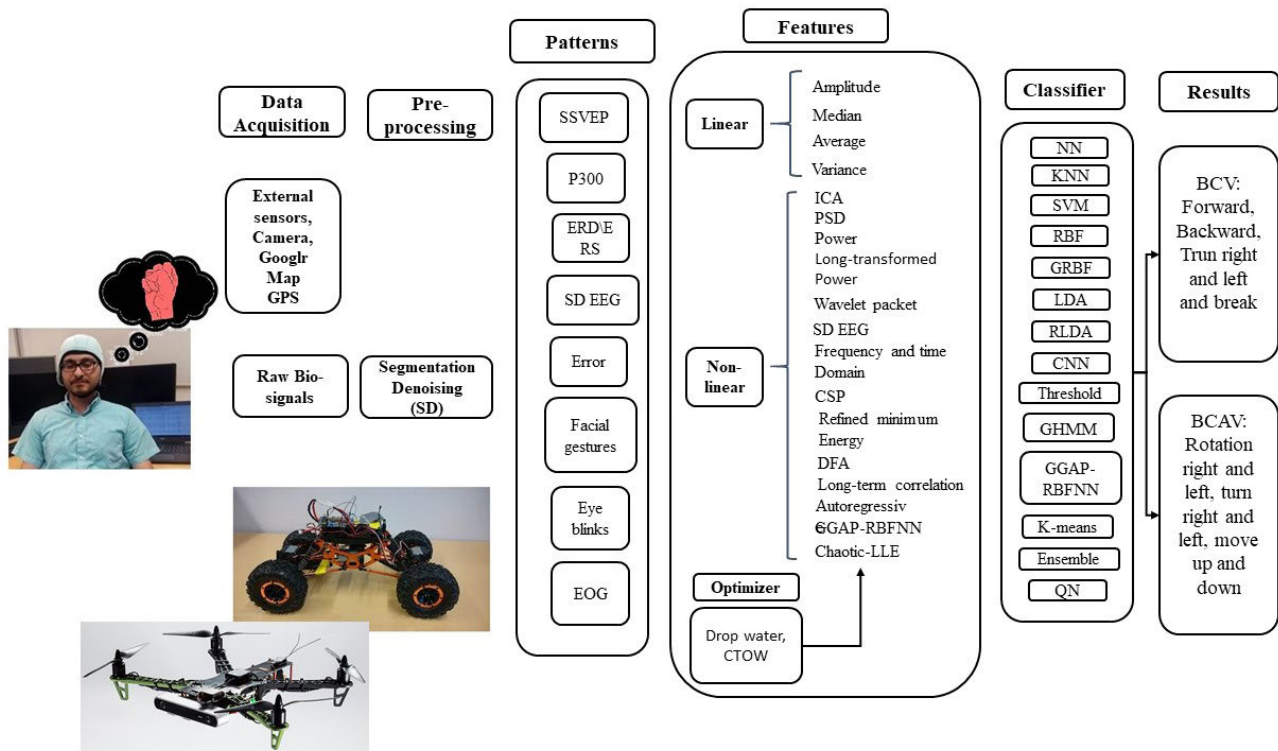 Data
Acquisition
Pre-
processing
Patterns
Features
Classifier
Results
External
sensors,
Camera,
Googlr
Map
GPS
Raw Bio-
signals
Segmentation
Denoising
(SD)
SSVEP
P300
ERD\E
RS
SD EEG
Error
Facial
gestures
Eye
blinks
EOG
Linear
Amplitude
Median
Average
Variance
Non-
linear
ICA
PSD
Power
Long-transformed
Power
Wavelet packet
SD EEG
Frequency and time
Domain
CSP
Refined minimum
Energy
DFA
Long-term correlation
Autoregressiv
e
GGAP-RBFNN
Chaotic-LLE
Optimizer
Drop water,
CTOW
NN
KNN
SVM
RBF
GRBF
LDA
RLDA
CNN
Threshold
GHMM
GGAP-
RBFNN
K-means
Ensemble
QN
BCV:
Forward,
Backward,
Trun right
and left
and break
BCAV:
Rotation
right and
left, turn
right and
left, move
up and
down